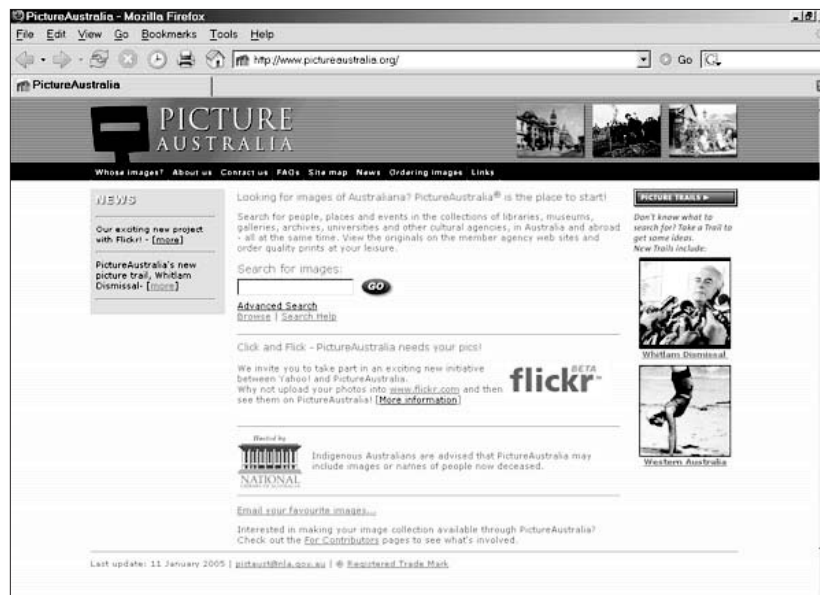 PictureAustralia - Mozilla Firefox
File Edit View Go Bookmarks Tools Help
http://www.pictureaustralia.org/ Go
PictureAustralia
PICTURE
AUSTRALIA
Whose images? About us Contact us FAQs Site map News Ordering images Links
NEWS
Our exciting new project
with Flickr! - [more]
PictureAustralia's new
picture trail, Whitlam
Dismissal- [more]
Looking for images of Australiana? PictureAustralia® is the place to start!
Search for people, places and events in the collections of libraries, museums,
galleries, archives, universities and other cultural agencies, in Australia and abroad
- all at the same time. View the originals on the member agency web sites and
order quality prints at your leisure.
Search for images:
GO
Advanced Search
Browse | Search Help
Click and Flick - PictureAustralia needs your pics!
We invite you to take part in an exciting new initiative
between Yahoo! and PictureAustralia.
Why not upload your photos into www.flickr.com and then
see them on PictureAustralia! [More information]
flickr BETA
Hosted by
NATIONAL
LIBRARY OF AUSTRALIA
Indigenous Australians are advised that PictureAustralia may
include images or names of people now deceased.
Email your favourite images...
Interested in making your image collection available through PictureAustralia?
Check out the For Contributors pages to see what's involved.
PICTURE TRAILS
Don't know what to
search for? Take a Trail to
get some ideas.
New Trails include:
Whitlam Dismissal
Western Australia
Last update: 11 January 2005 | pictaust@nla.gov.au | ® Registered Trade Mark